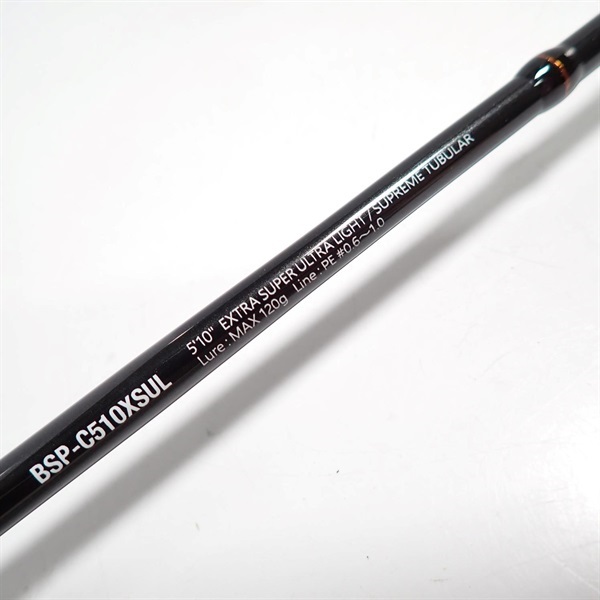 BSP-C510XSUL
5'10" EXTRA SUPER ULTRA LIGHT / SUPREME TUBULAR
Lure : MAX 120g Line : PE #0.6〜1.0